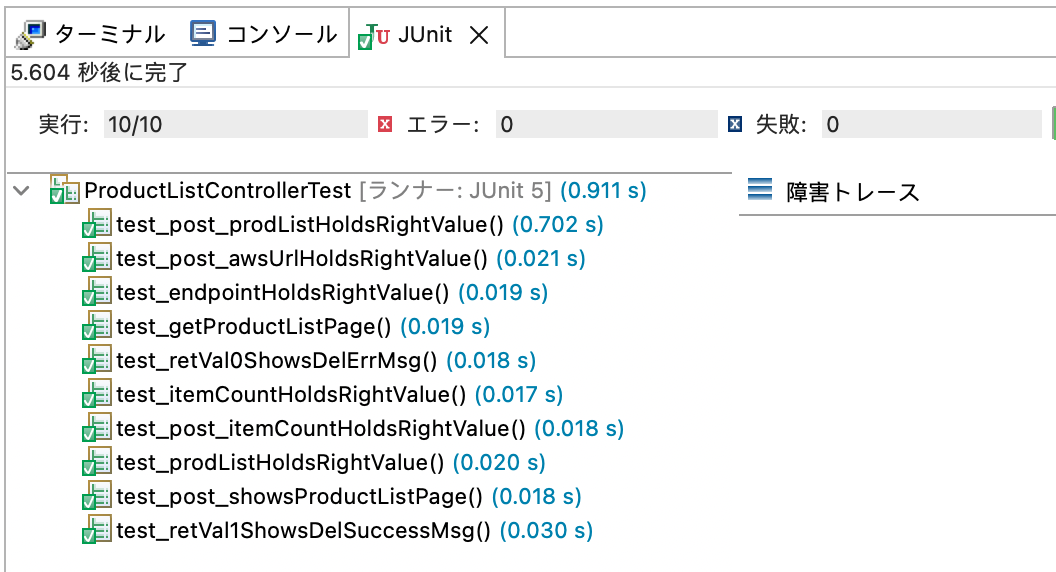 ターミナル コンソール JUnit
5.604 秒後に完了
実行: 10/10 エラー: 0 失敗: 0
ProductListControllerTest [ランナー: JUnit 5] (0.911 s)
障害トレース
test_post_prodListHoldsRightValue() (0.702 s)
test_post_awsUrlHoldsRightValue() (0.021 s)
test_endpointHoldsRightValue() (0.019 s)
test_getProductListPage() (0.019 s)
test_retVal0ShowsDelErrMsg() (0.018 s)
test_itemCountHoldsRightValue() (0.017 s)
test_post_itemCountHoldsRightValue() (0.018 s)
test_prodListHoldsRightValue() (0.020 s)
test_post_showsProductListPage() (0.018 s)
test_retVal1ShowsDelSuccessMsg() (0.030 s)